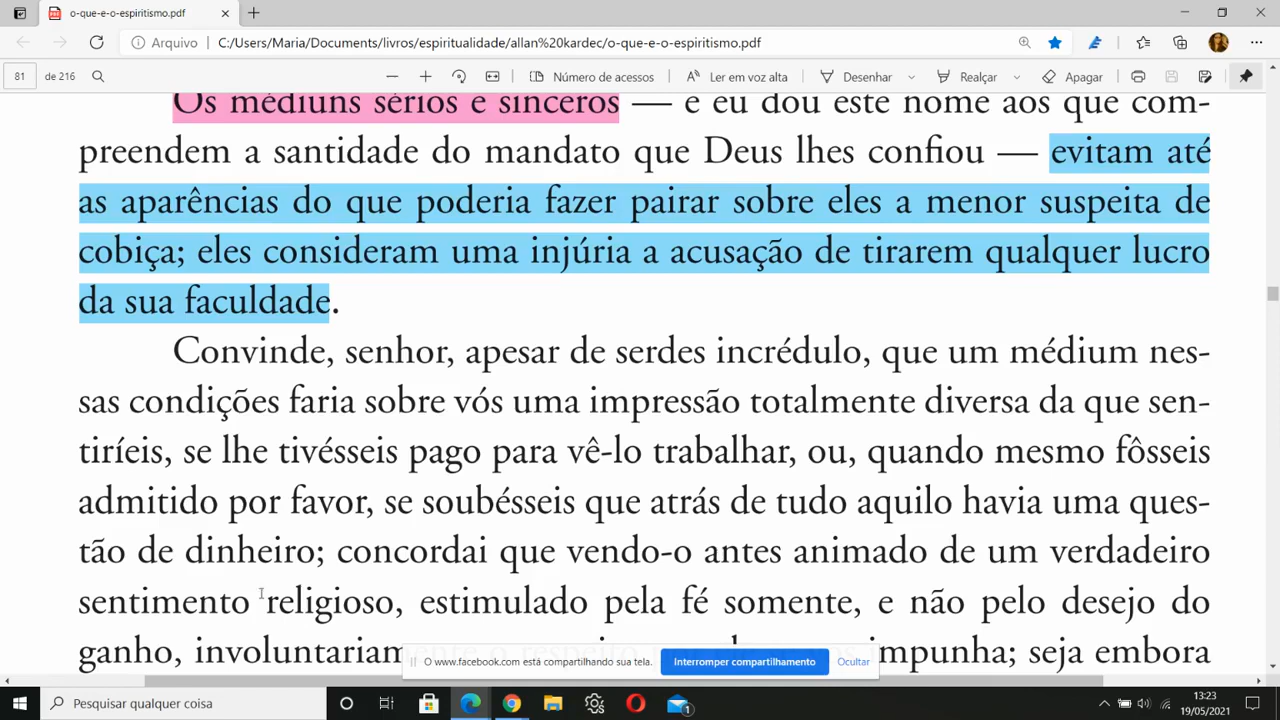 o-que-e-o-espiritismo.pdf
Arquivo C:/Users/Maria/Documents/livros/espiritualidade/allan%20kardec/o-que-e-o-espiritismo.pdf
81 de 216 Número de acessos Ler em voz alta Desenhar Realçar Apagar
Os médiuns sérios e sinceros — e eu dou este nome aos que com-
preendem a santidade do mandato que Deus lhes confiou — evitam até
as aparências do que poderia fazer pairar sobre eles a menor suspeita de
cobiça; eles consideram uma injúria a acusação de tirarem qualquer lucro
da sua faculdade.
Convinde, senhor, apesar de serdes incrédulo, que um médium nes-
sas condições faria sobre vós uma impressão totalmente diversa da que sen-
tiríeis, se lhe tivésseis pago para vê-lo trabalhar, ou, quando mesmo fôsseis
admitido por favor, se soubésseis que atrás de tudo aquilo havia uma ques-
tão de dinheiro; concordai que vendo-o antes animado de um verdadeiro
sentimento religioso, estimulado pela fé somente, e não pelo desejo do
ganho, impunha; seja embora
O www.facebook.com está compartilhando sua tela. Interromper compartilhamento Ocultar
Pesquisar qualquer coisa
1
13:23
19/05/2021